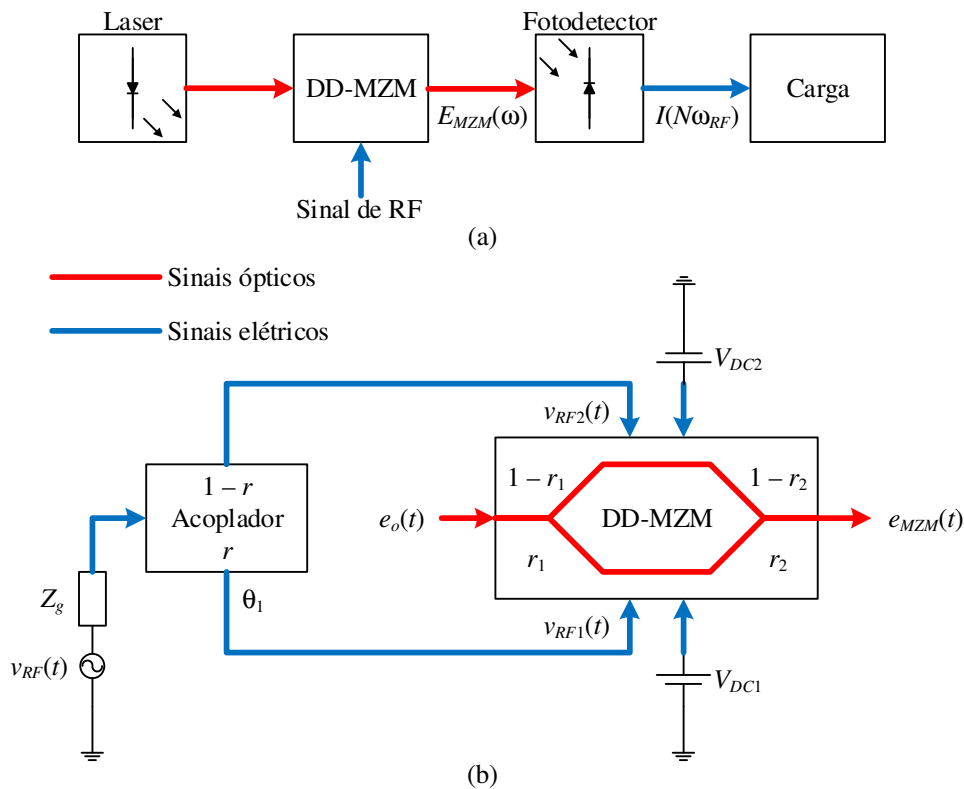 Laser
Fotodetector
DD-MZM
Carga
E_MZM(ω)
I(Nω_RF)
Sinal de RF
(a)
Sinais ópticos
Sinais elétricos
V_DC2
v_RF2(t)
1 – r
Acoplador
r
1 – r_1
1 – r_2
e_o(t)
DD-MZM
e_MZM(t)
r_1
r_2
Z_g
θ_1
v_RF1(t)
v_RF(t)
V_DC1
(b)